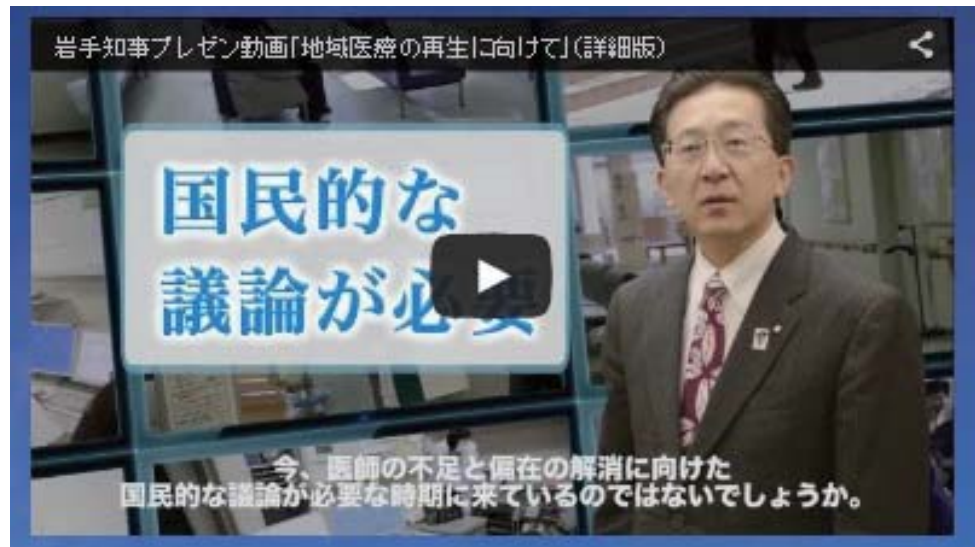 岩手知事プレゼン動画「地域医療の再生に向けて」(詳細版)
国民的な
議論が必要
今、医師の不足と偏在の解消に向けた
国民的な議論が必要な時期に来ているのではないでしょうか。